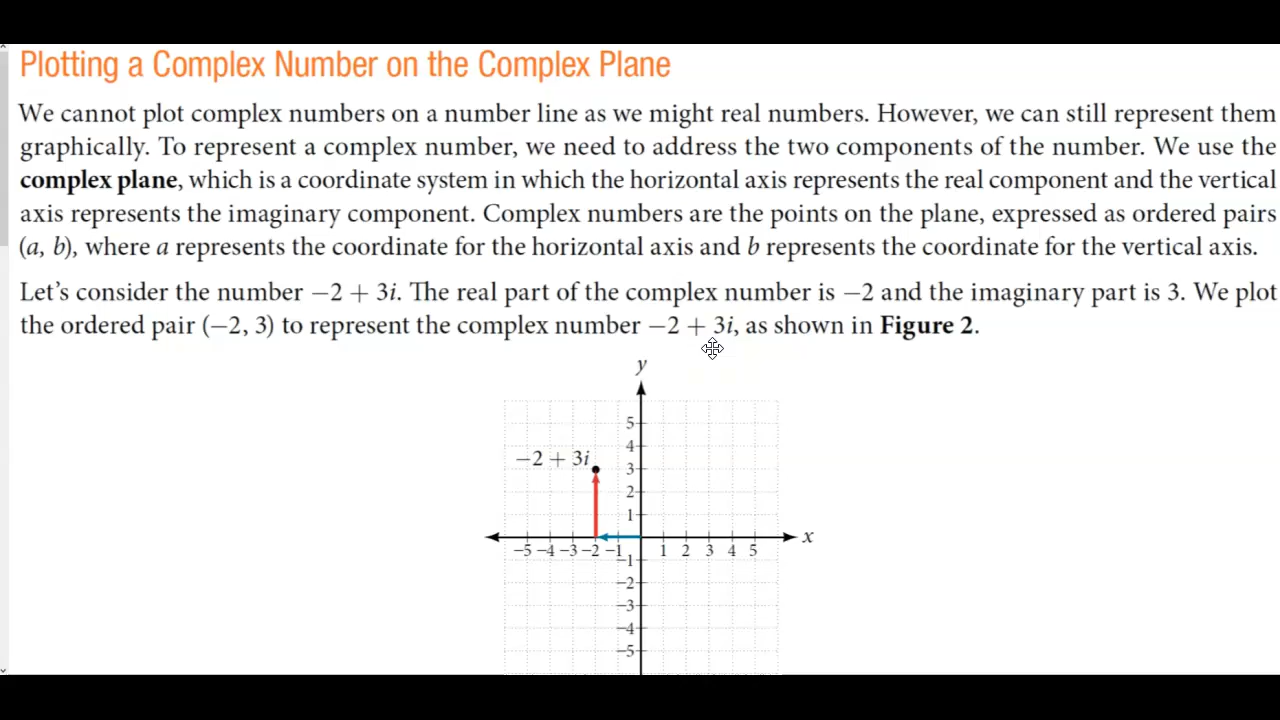 Plotting a Complex Number on the Complex Plane
We cannot plot complex numbers on a number line as we might real numbers. However, we can still represent them
graphically. To represent a complex number, we need to address the two components of the number. We use the
complex plane, which is a coordinate system in which the horizontal axis represents the real component and the vertical
axis represents the imaginary component. Complex numbers are the points on the plane, expressed as ordered pairs
(a, b), where a represents the coordinate for the horizontal axis and b represents the coordinate for the vertical axis.
Let’s consider the number −2 + 3i. The real part of the complex number is −2 and the imaginary part is 3. We plot
the ordered pair (−2, 3) to represent the complex number −2 + 3i, as shown in Figure 2.
y
5
4
−2 + 3i
3
2
1
x
−5 −4 −3 −2 −1 1 2 3 4 5
−1
−2
−3
−4
−5